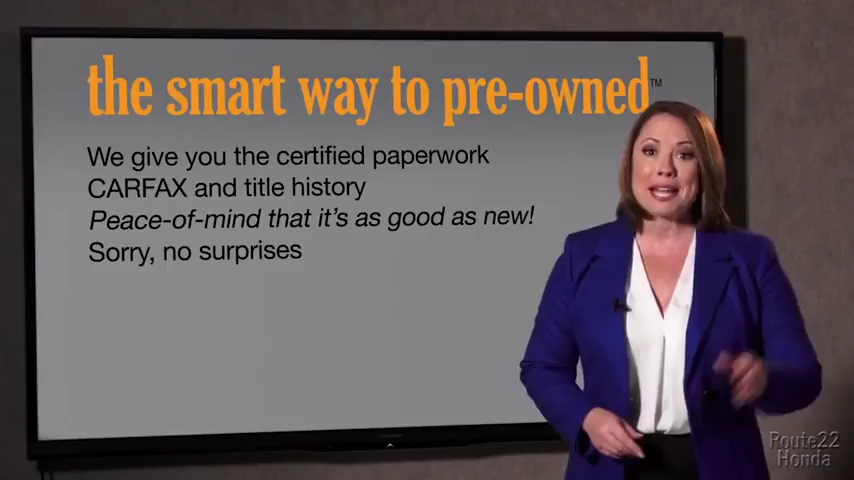 the smart way to pre-owned™
We give you the certified paperwork
CARFAX and title history
Peace-of-mind that it's as good as new!
Sorry, no surprises
Route22
Honda